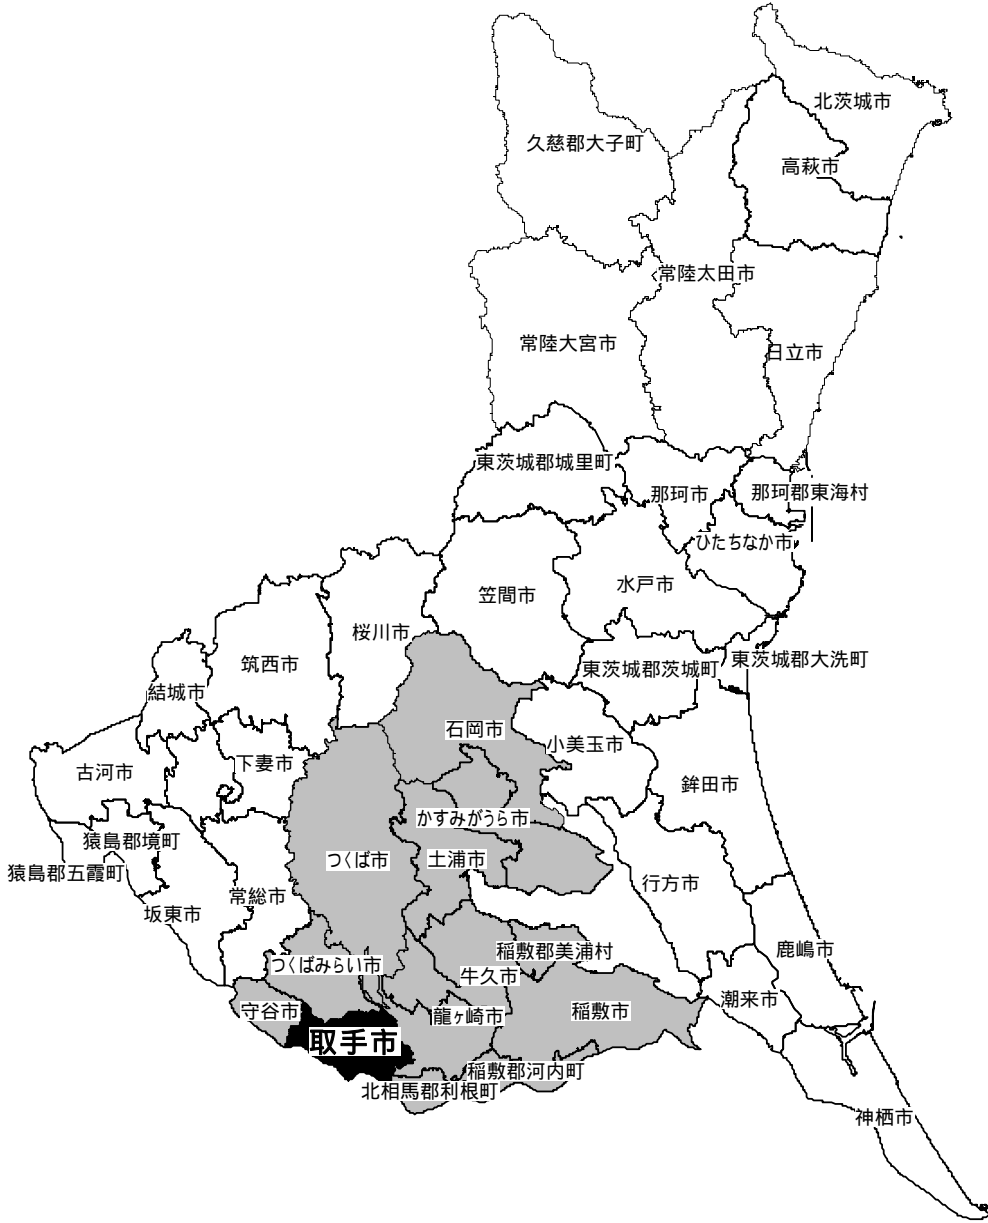 北茨城市
久慈郡大子町
高萩市
常陸太田市
常陸大宮市
日立市
東茨城郡城里町
那珂市
那珂郡東海村
ひたちなか市
水戸市
笠間市
桜川市
筑西市
東茨城郡茨城町
東茨城郡大洗町
結城市
石岡市
小美玉市
下妻市
古河市
鉾田市
かすみがうら市
猿島郡境町
つくば市
土浦市
猿島郡五霞町
行方市
常総市
坂東市
稲敷郡美浦村
鹿嶋市
つくばみらい市
牛久市
潮来市
守谷市
龍ヶ崎市
稲敷市
取手市
稲敷郡河内町
北相馬郡利根町
神栖市